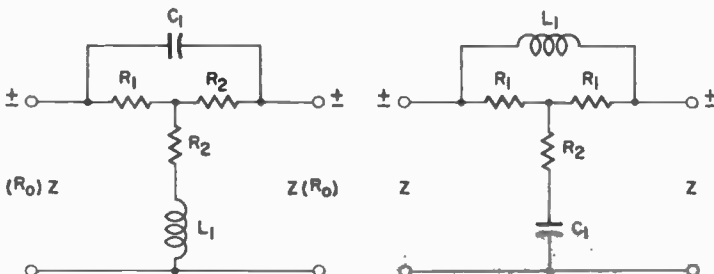 C1
R1 R2
± ±
R2
(R0) Z Z (R0)
L1
L1
R1 R1
± ±
R2
Z Z
C1